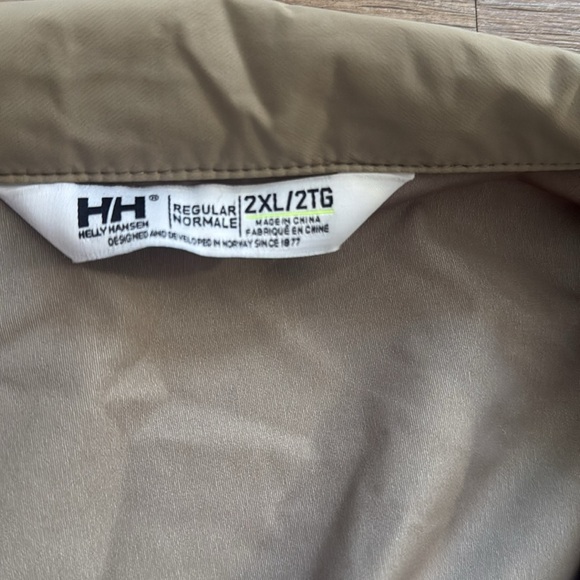 HH®
HELLY HANSEN
REGULAR
NORMALE
2XL/2TG
MADE IN CHINA
FABRIQUÉ EN CHINE
DESIGNED AND DEVELOPED IN NORWAY SINCE 1877